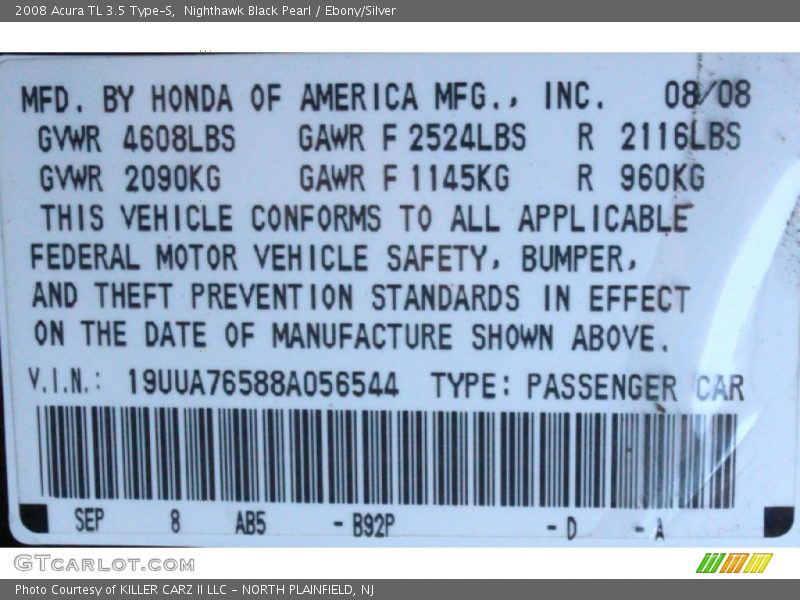 2008 Acura TL 3.5 Type-S, Nighthawk Black Pearl / Ebony/Silver
MFD. BY HONDA OF AMERICA MFG., INC. 08/08
GVWR 4608LBS GAWR F 2524LBS R 2116LBS
GVWR 2090KG GAWR F 1145KG R 960KG
THIS VEHICLE CONFORMS TO ALL APPLICABLE
FEDERAL MOTOR VEHICLE SAFETY, BUMPER,
AND THEFT PREVENTION STANDARDS IN EFFECT
ON THE DATE OF MANUFACTURE SHOWN ABOVE.
V.I.N.: 19UUA76588A056544 TYPE: PASSENGER CAR
SEP 8 AB5 - B92P - D - A
GTCARLOT.COM
Photo Courtesy of KILLER CARZ II LLC - NORTH PLAINFIELD, NJ